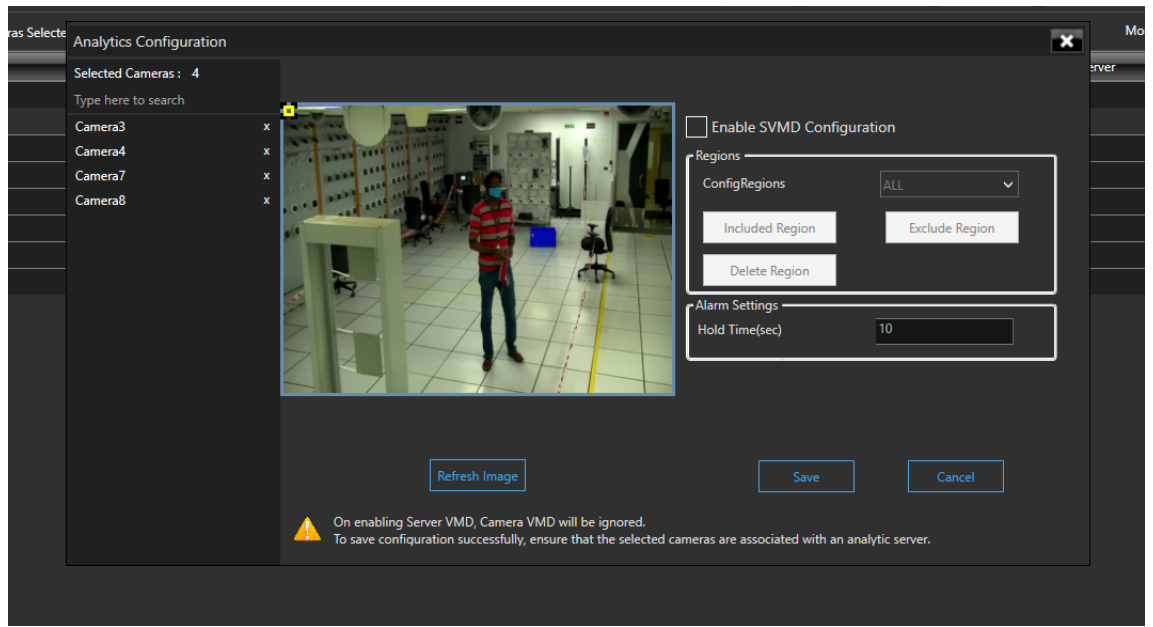 ras Selecte
Mo
erver
Analytics Configuration
Selected Cameras : 4
Type here to search
Camera3 x
Camera4 x
Camera7 x
Camera8 x
Enable SVMD Configuration
Regions
ConfigRegions ALL
Included Region Exclude Region
Delete Region
Alarm Settings
Hold Time(sec) 10
Refresh Image Save Cancel
On enabling Server VMD, Camera VMD will be ignored.
To save configuration successfully, ensure that the selected cameras are associated with an analytic server.